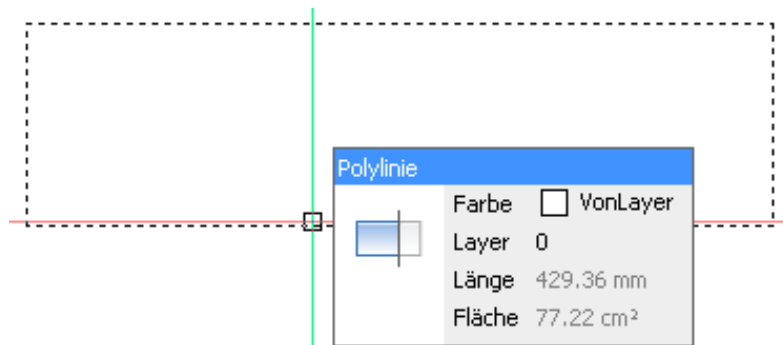 Polylinie
Farbe VonLayer
Layer 0
Länge 429.36 mm
Fläche 77.22 cm²